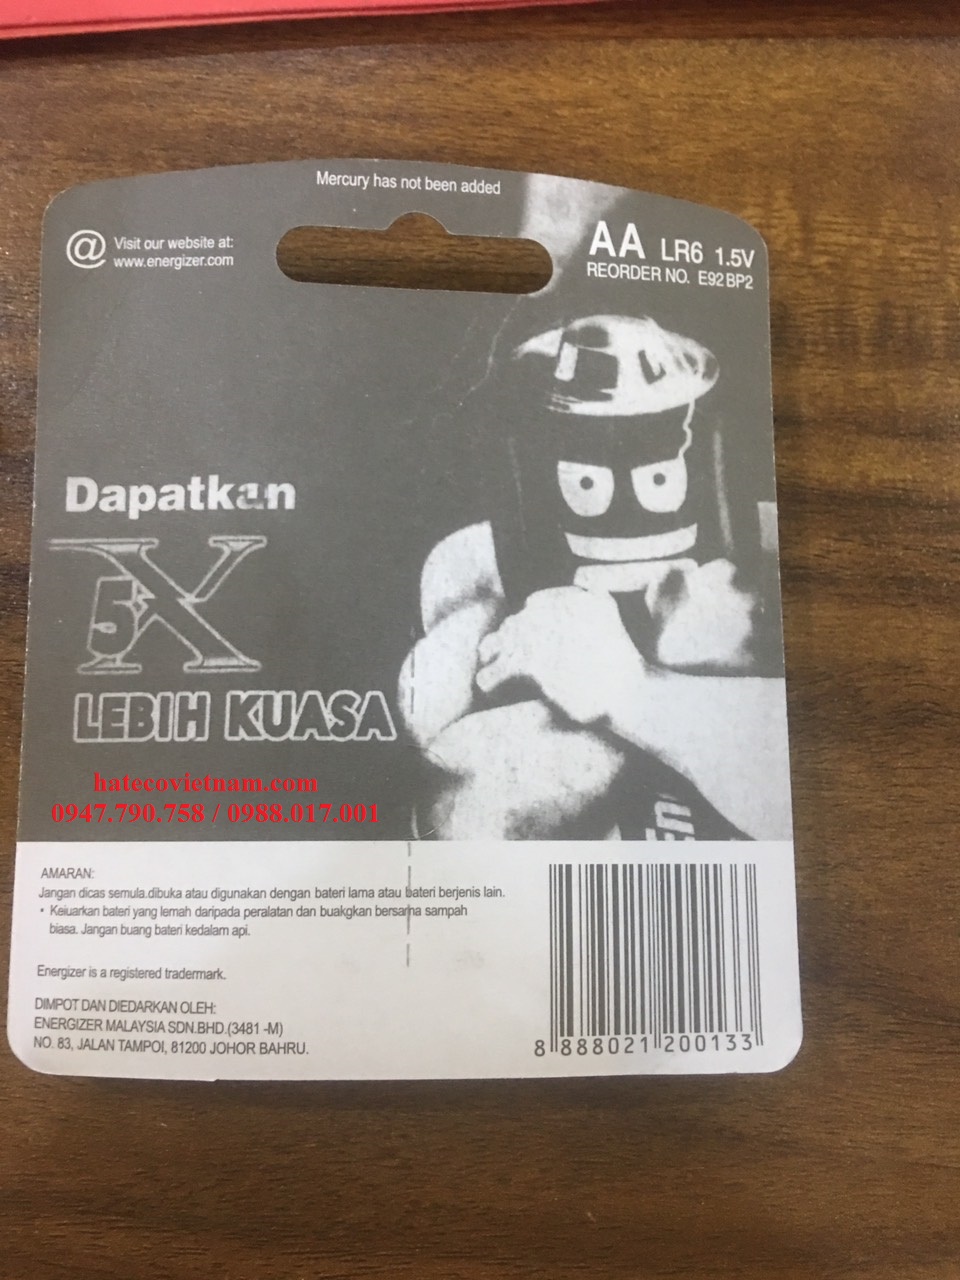 Mercury has not been added
@ Visit our website at:
www.energizer.com
AA LR6 1.5V
REORDER NO. E92BP2
Dapatkan
5X
LEBIH KUASA
hatecovietnam.com
0947.790.758 / 0988.017.001
En
AMARAN:
Jangan dicas semula.dibuka atau digunakan dengan bateri lama atau bateri berjenis lain.
• Keiuarkan bateri yang lemah daripada peralatan dan buakgkan bersama sampah
biasa. Jangan buang bateri kedalam api.
Energizer is a registered tradermark.
DIMPOT DAN DIEDARKAN OLEH:
ENERGIZER MALAYSIA SDN.BHD.(3481 -M)
NO. 83, JALAN TAMPOI, 81200 JOHOR BAHRU.
8 888021 200133